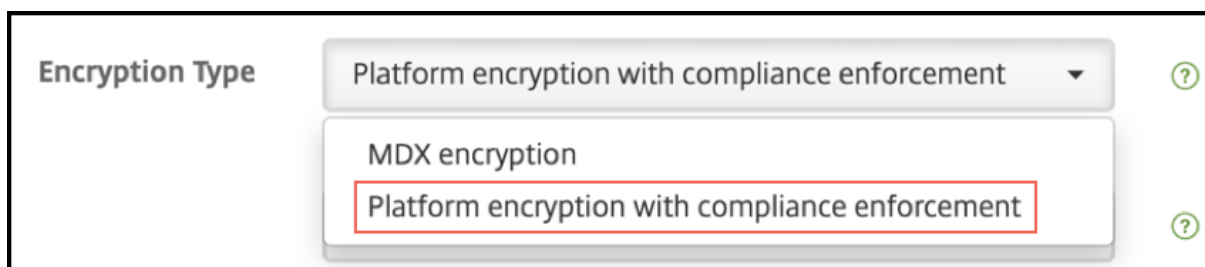 Encryption Type Platform encryption with compliance enforcement ?
MDX encryption
Platform encryption with compliance enforcement
?